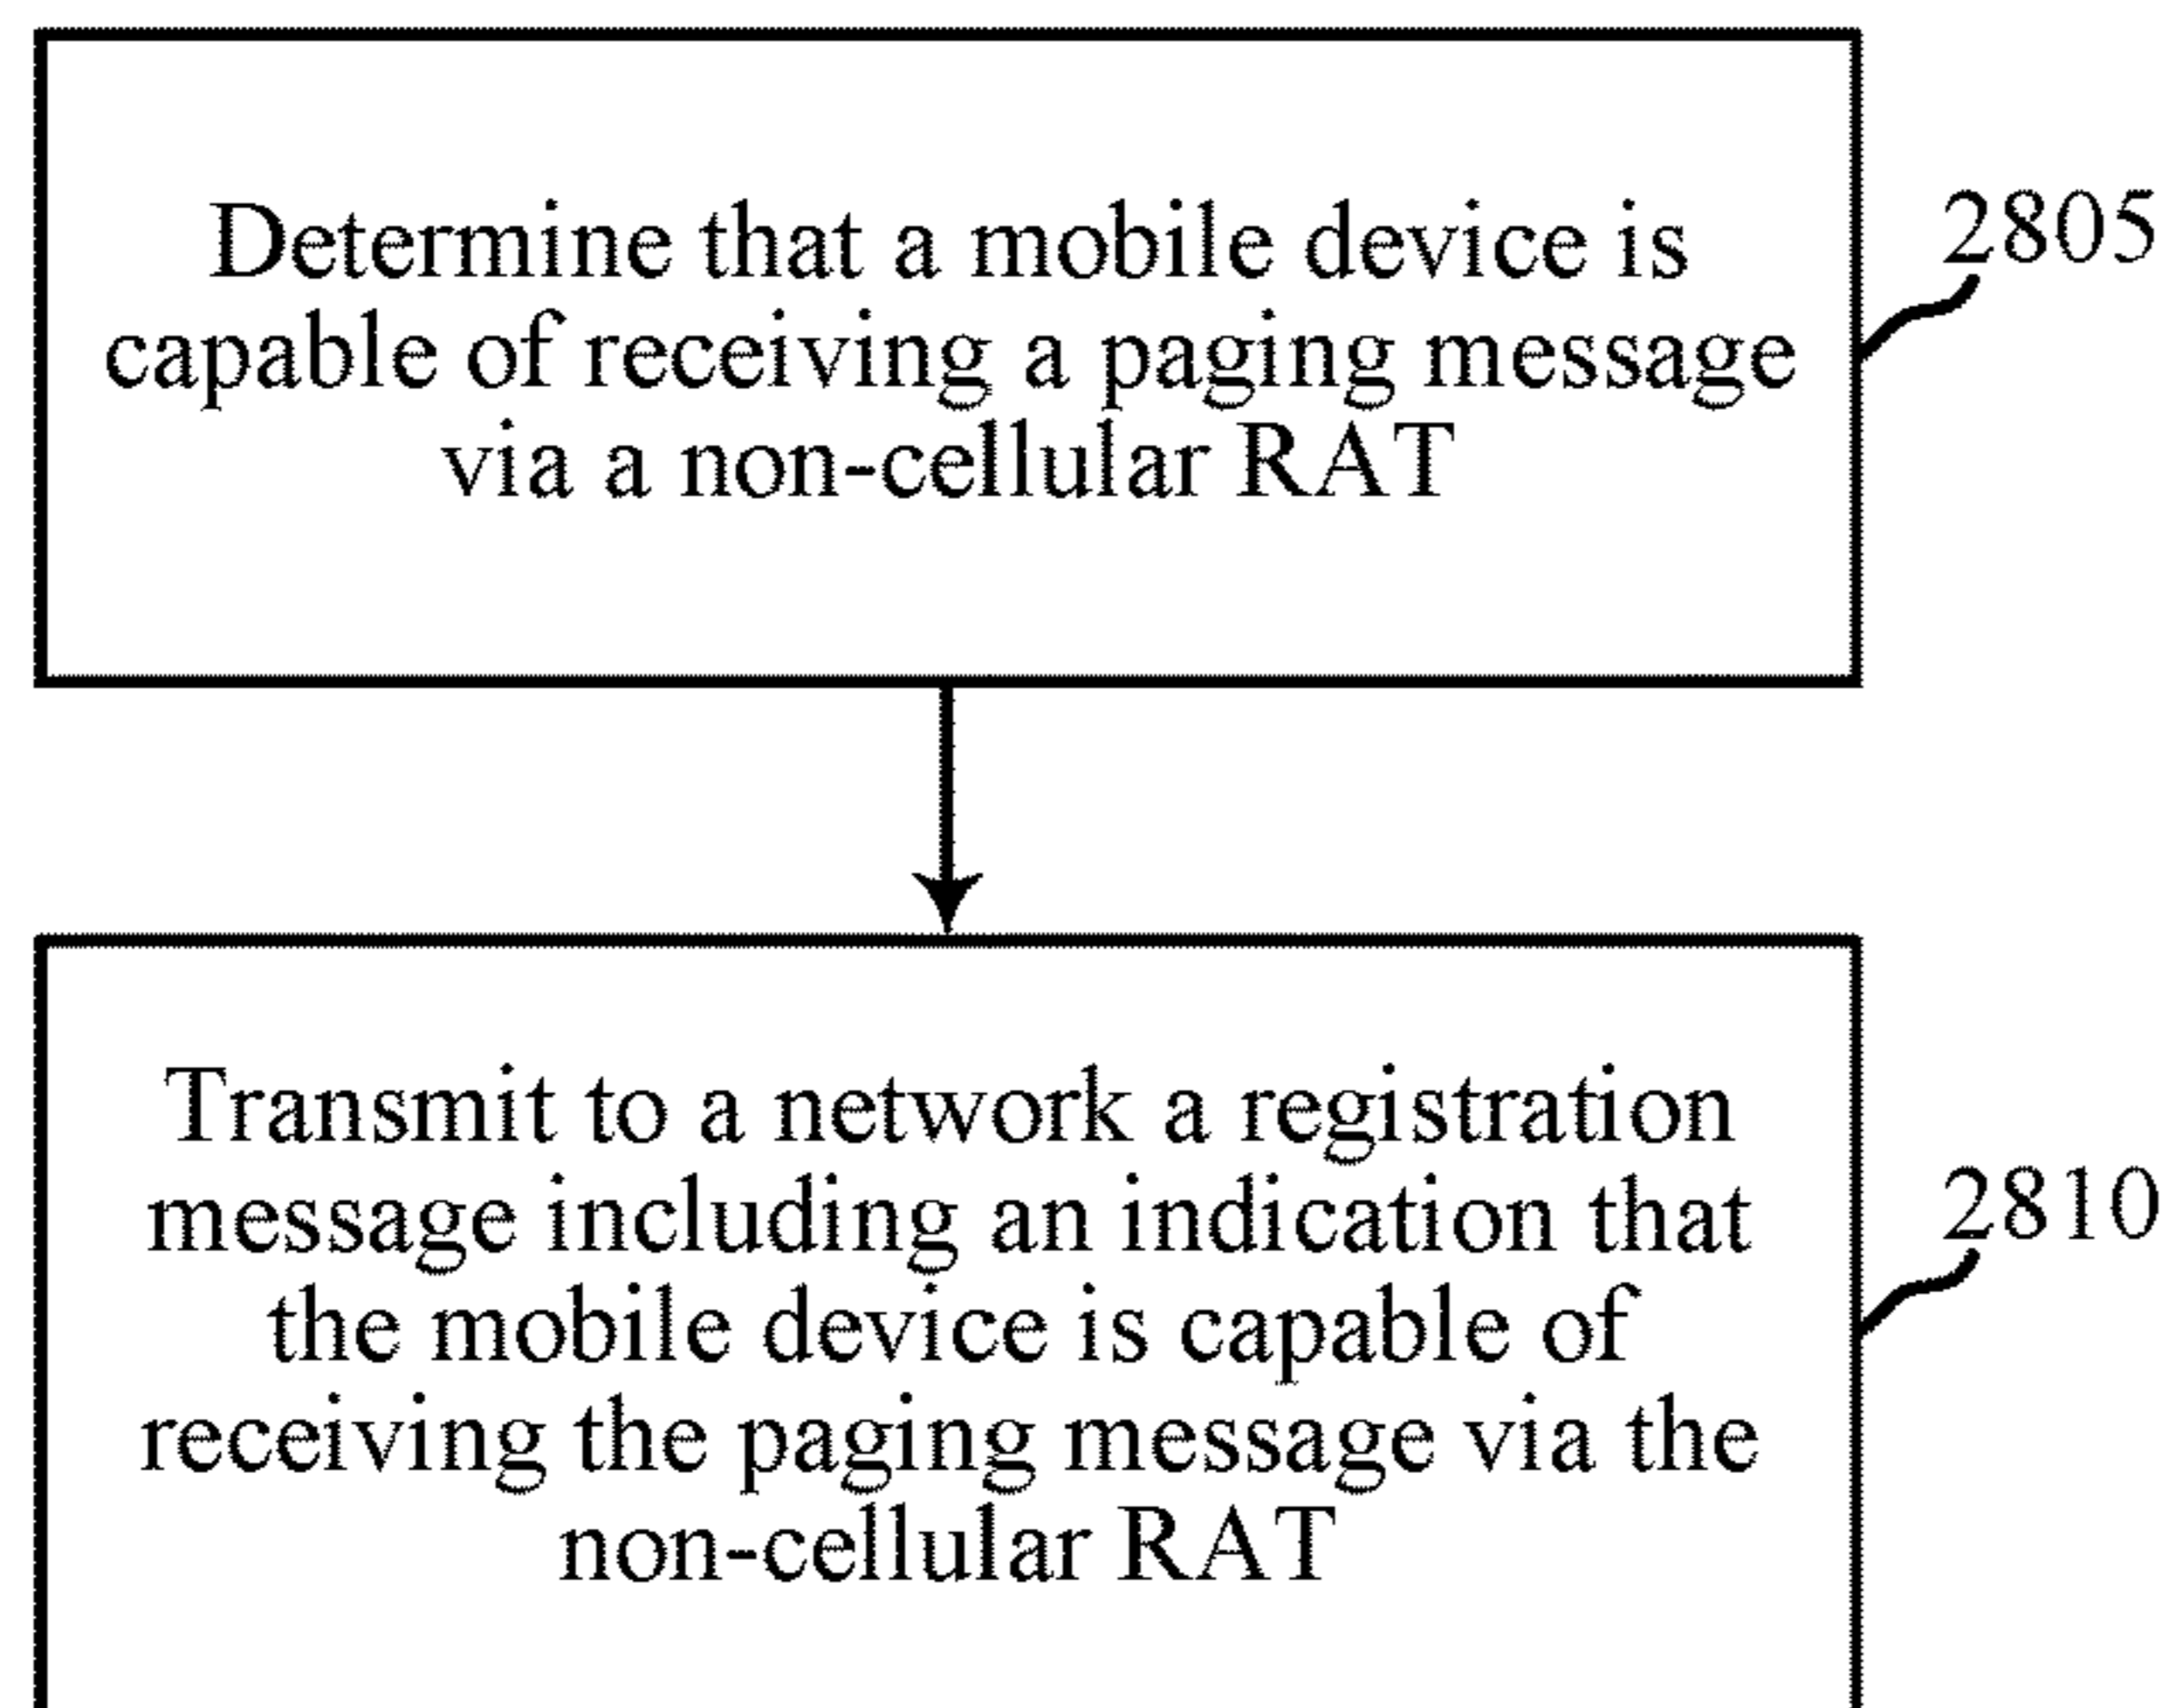 Determine that a mobile device is
capable of receiving a paging message
via a non-cellular RAT
2805
Transmit to a network a registration
message including an indication that
the mobile device is capable of
receiving the paging message via the
non-cellular RAT
2810